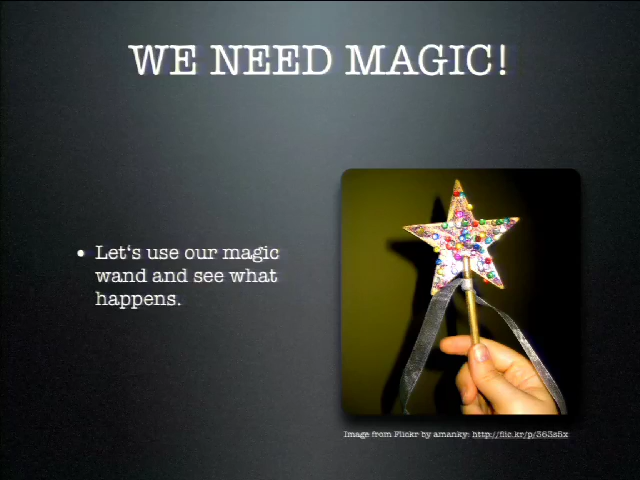 WE NEED MAGIC!
• Let's use our magic
wand and see what
happens.
Image from Flickr by amanky: http://flic.kr/p/363s5x